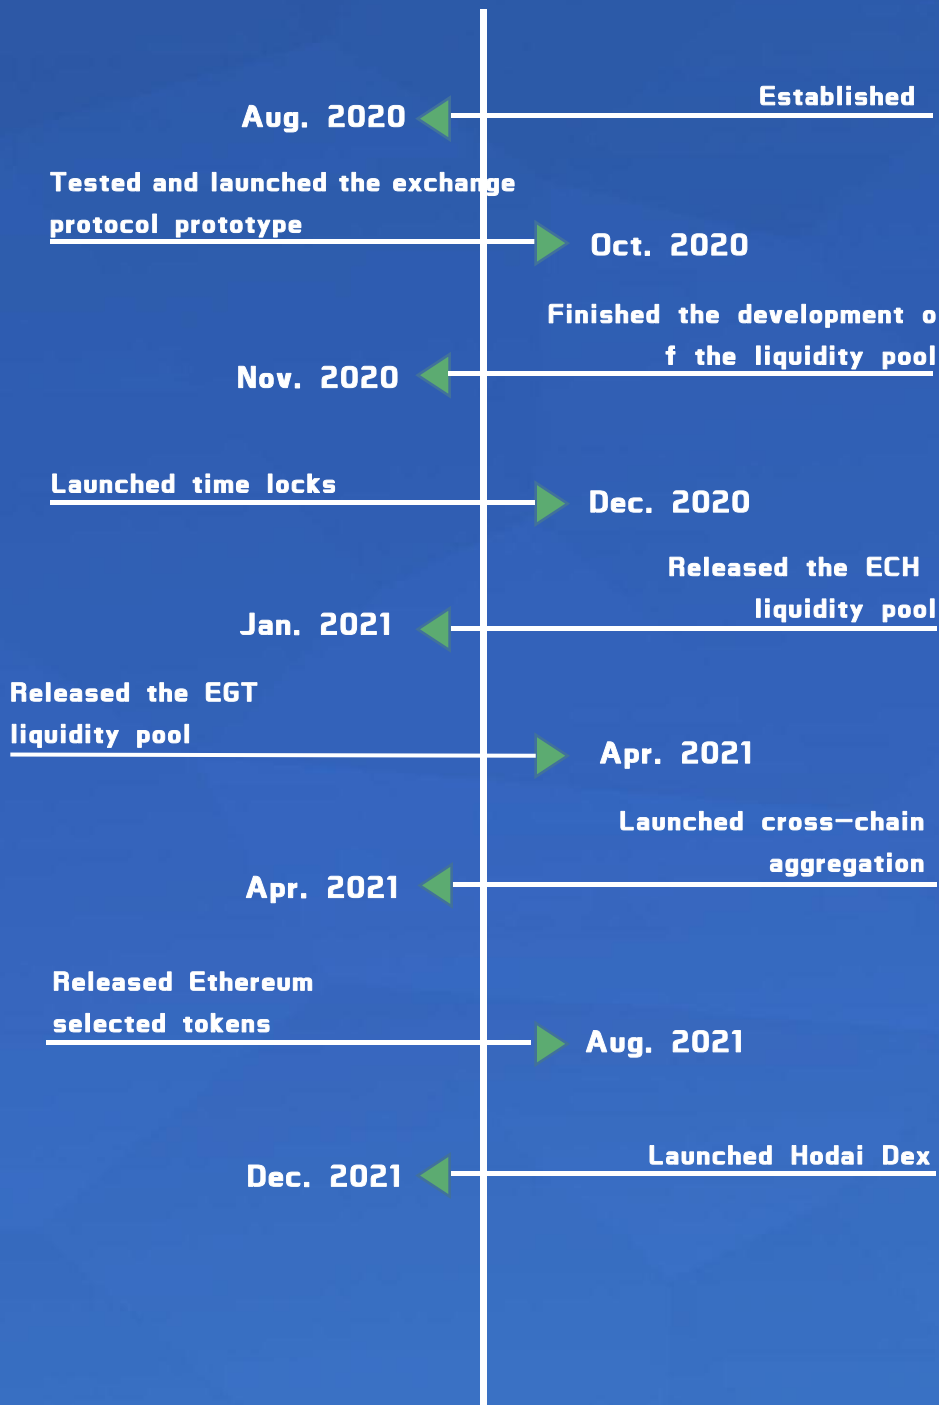 Established
Aug. 2020
Tested and launched the exchange
protocol prototype
Oct. 2020
Finished the development o
f the liquidity pool
Nov. 2020
Launched time locks
Dec. 2020
Released the ECH
liquidity pool
Jan. 2021
Released the EGT
liquidity pool
Apr. 2021
Launched cross-chain
aggregation
Apr. 2021
Released Ethereum
selected tokens
Aug. 2021
Launched Hodai Dex
Dec. 2021